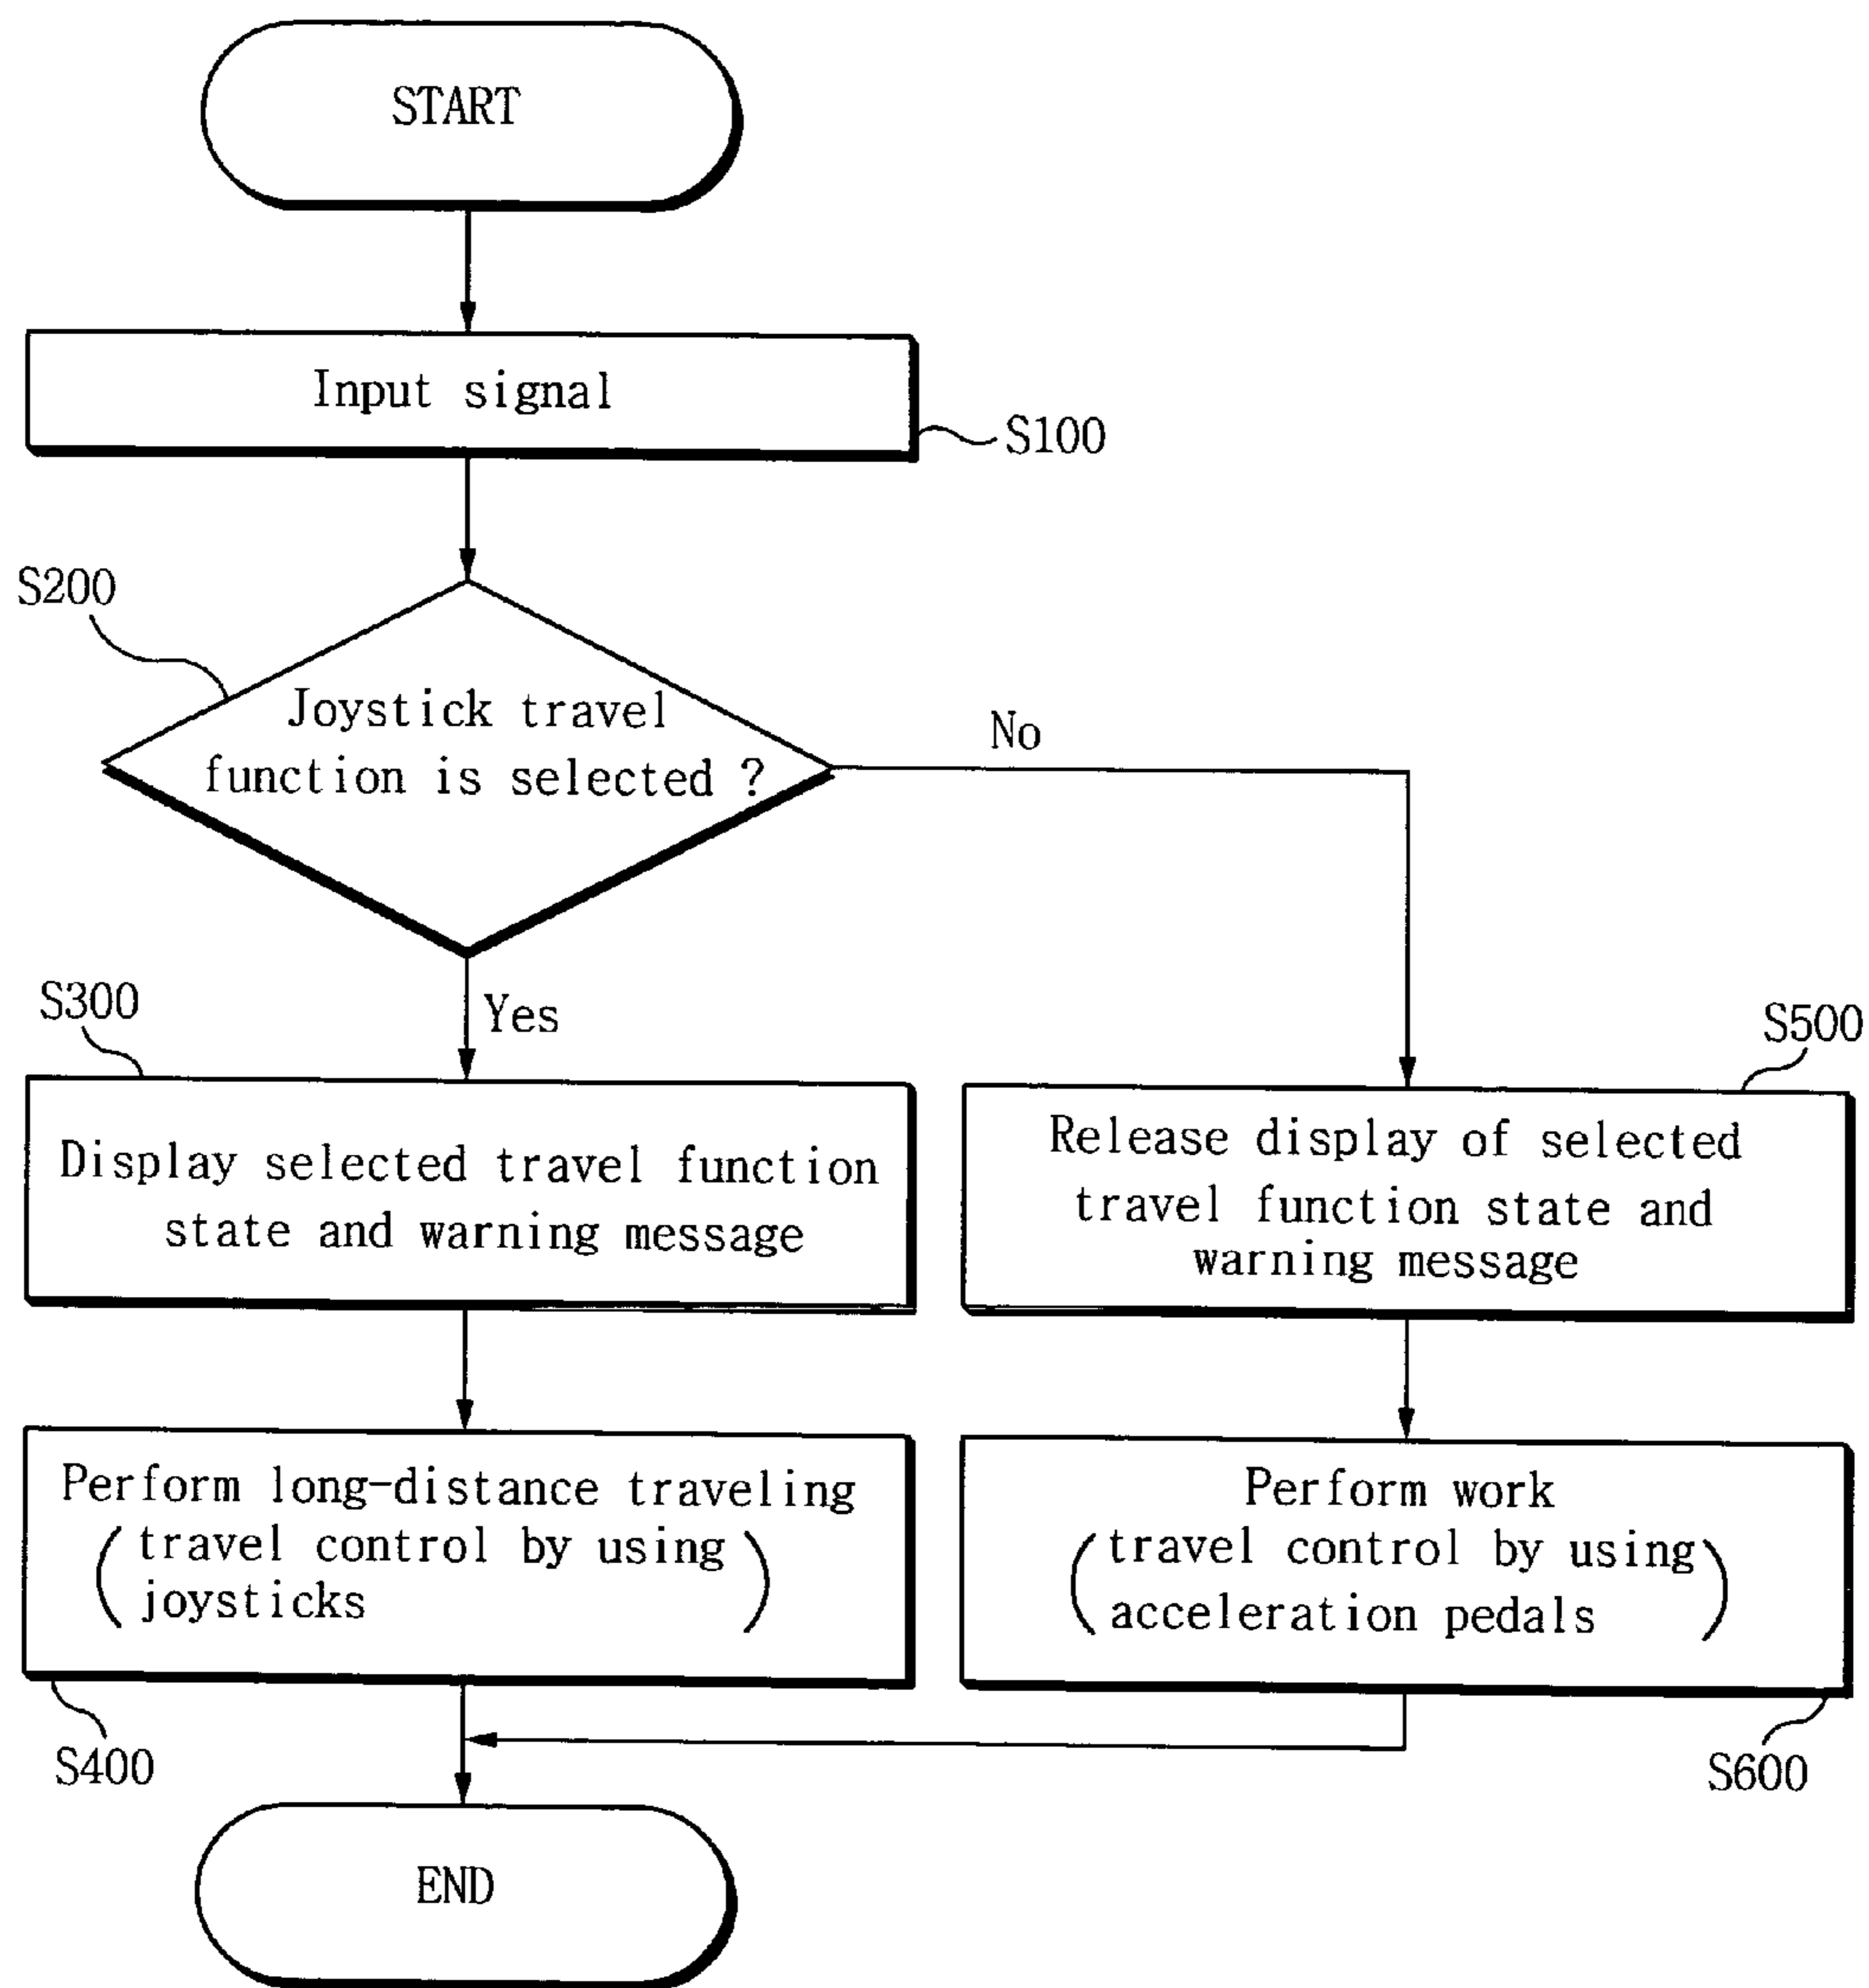 START
Input signal
S100
S200
Joystick travel
function is selected ?
No
Yes
S300
Display selected travel function
state and warning message
S500
Release display of selected
travel function state and
warning message
Perform long-distance traveling
(travel control by using
joysticks)
S400
Perform work
(travel control by using
acceleration pedals)
S600
END